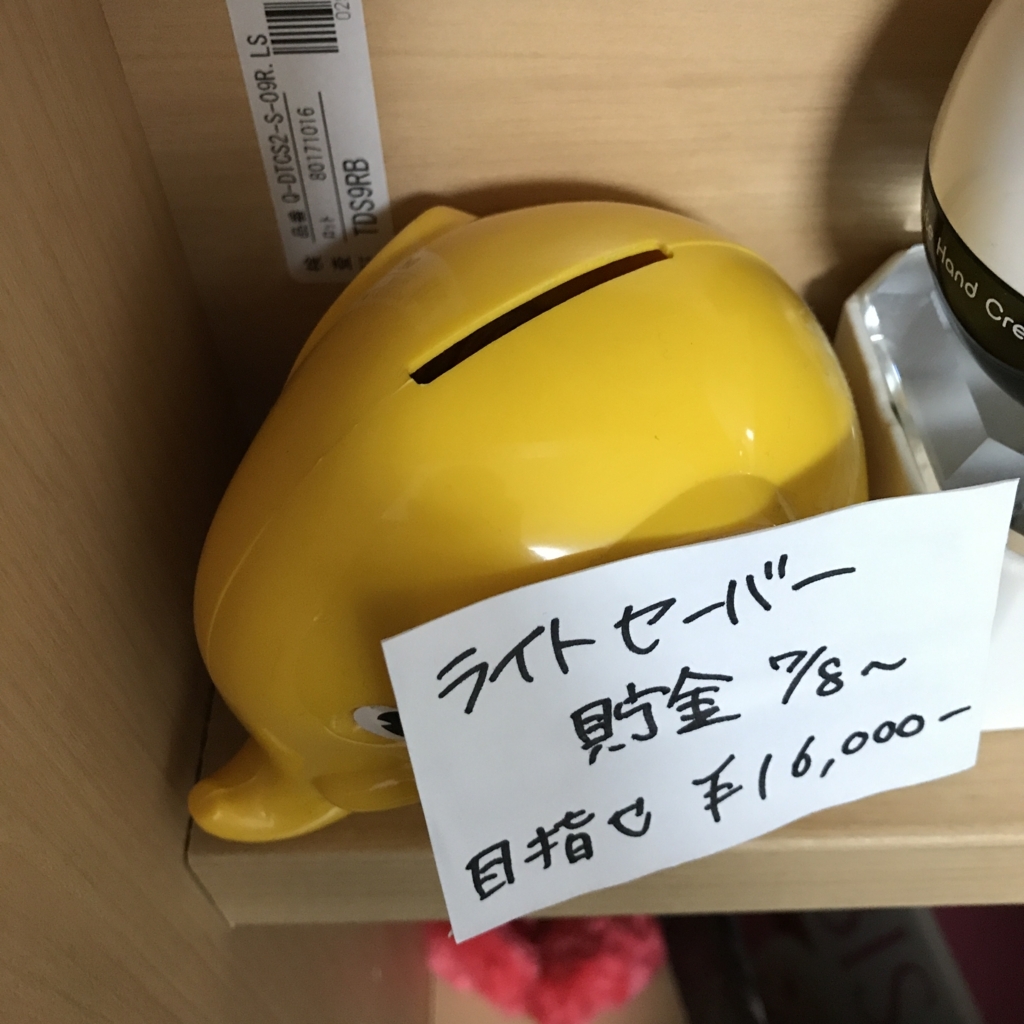 品番 Q-DTCS2-S-09R.LS
ロット 80171016
TDS9RB
Hand Cre
ライトセーバー
貯金 7/8〜
目指せ ¥16,000-